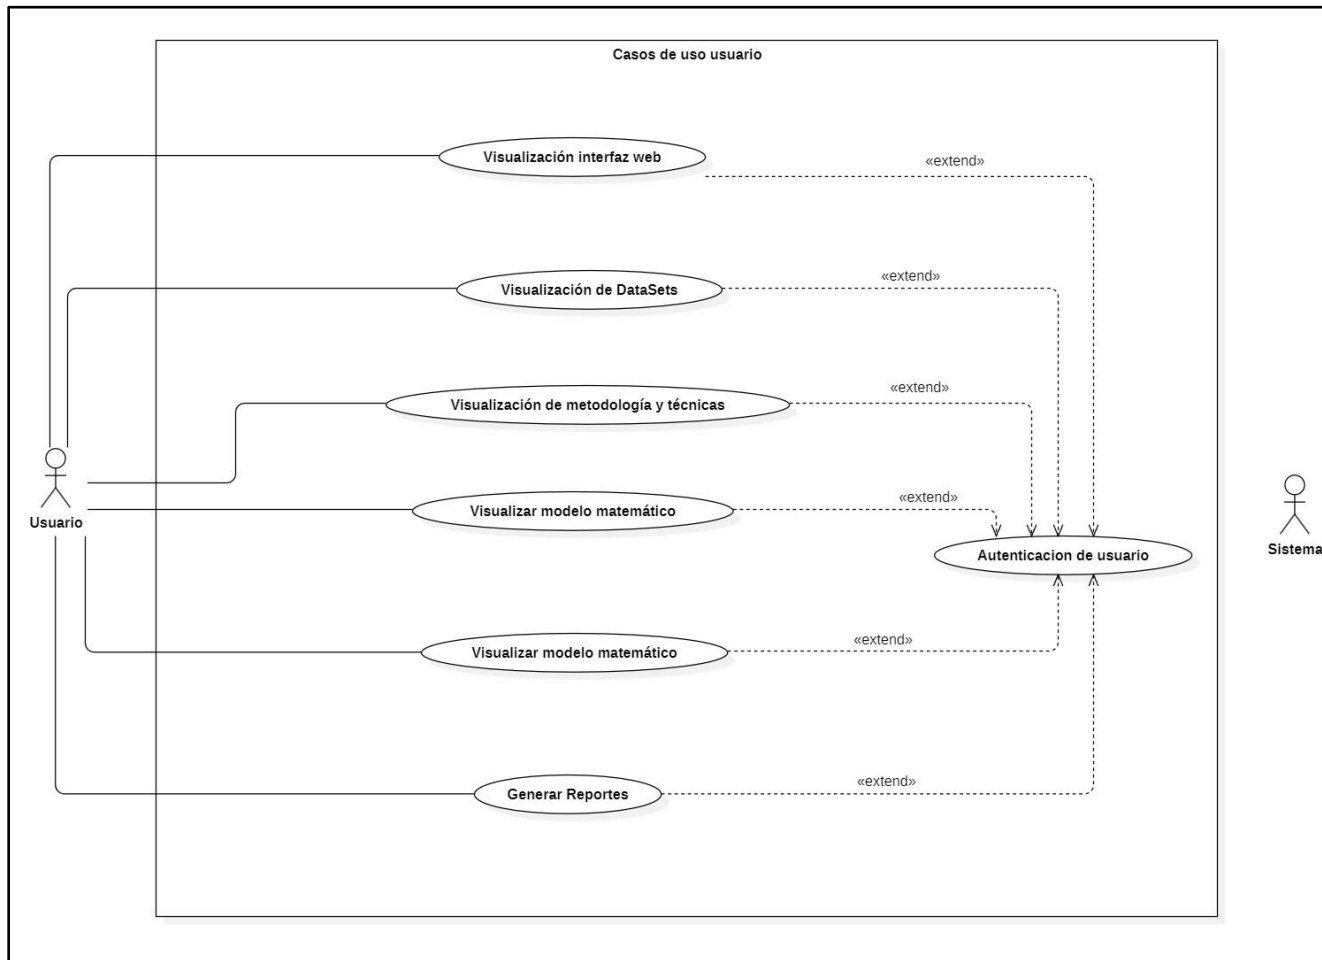 Casos de uso usuario
Visualización interfaz web
«extend»
Visualización de DataSets
«extend»
Visualización de metodología y técnicas
«extend»
Usuario
Visualizar modelo matemático
«extend»
Autenticacion de usuario
Sistema
Visualizar modelo matemático
«extend»
Generar Reportes
«extend»